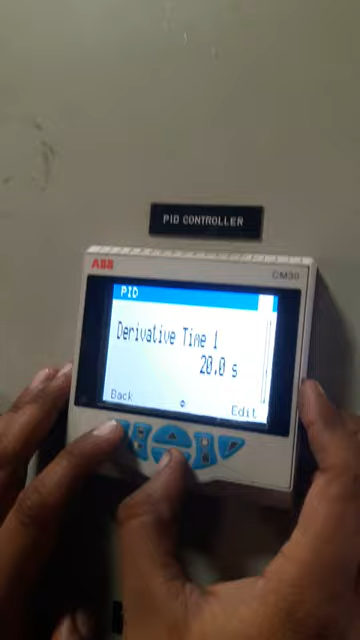 PID CONTROLLER
ABB
CM30
PID
Derivative Time 1
20.0 s
Back
Edit